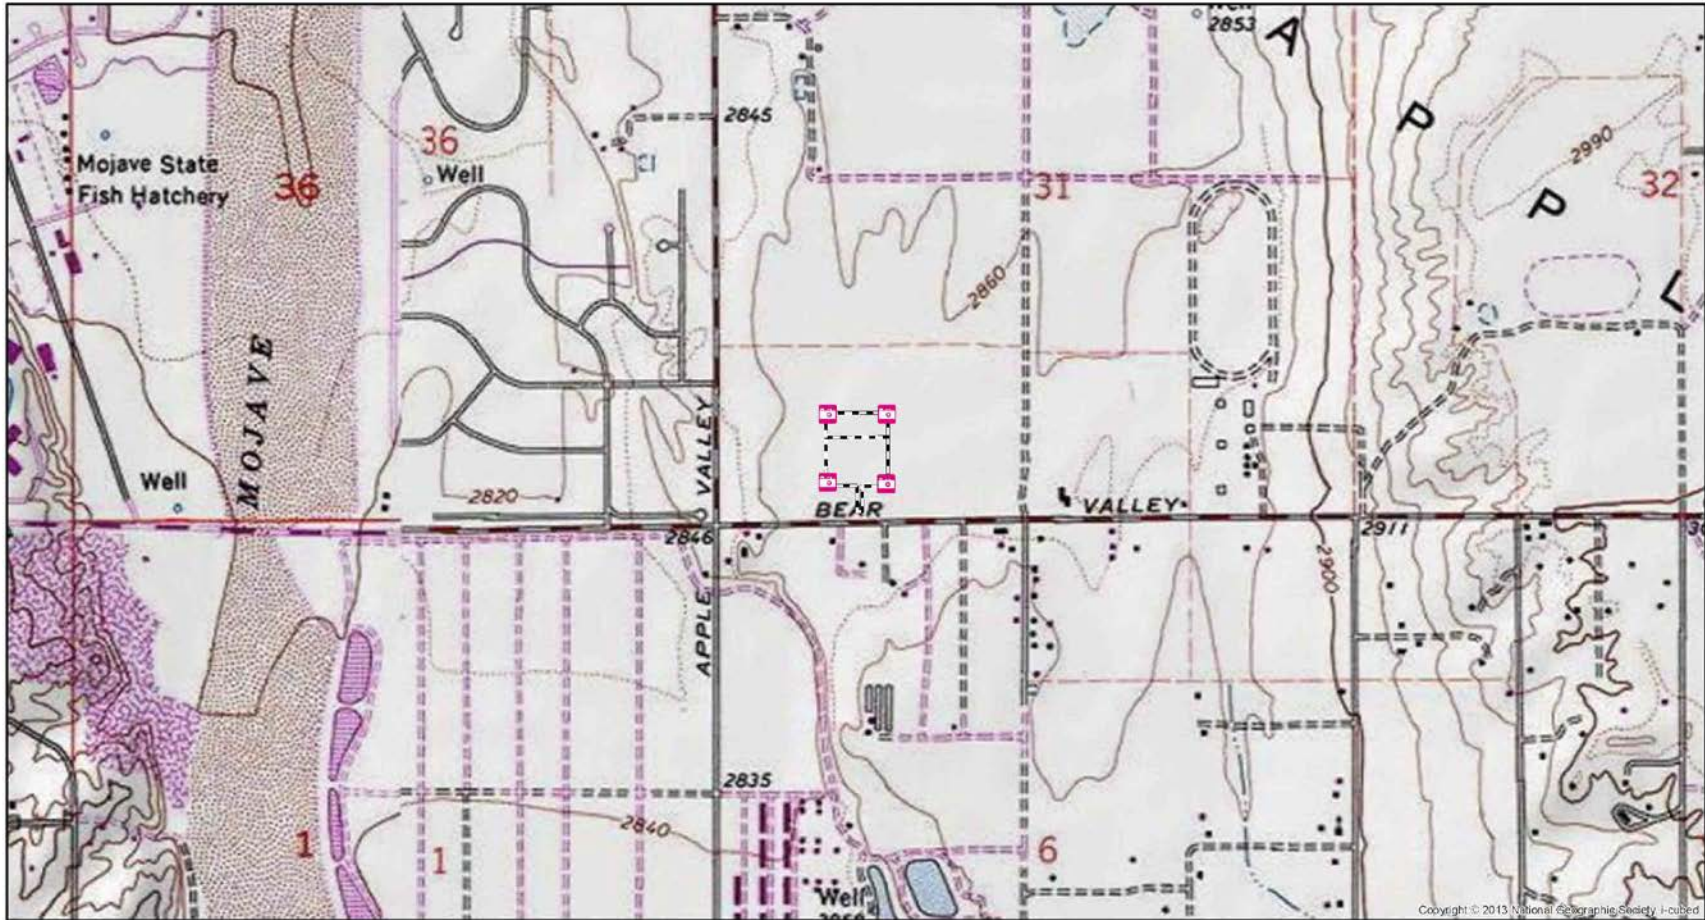 2853
A
2845
36
P
Mojave State
Fish Hatchery
36
Well
2990
31
P
32
2860
L
MOJAVE
VALLEY
Well
2820
BEAR
VALLEY
2846
2911
2900
APPLE
2835
2840
1
1
6
Well
Copyright © 2013 National Geographic Society, i-cubed